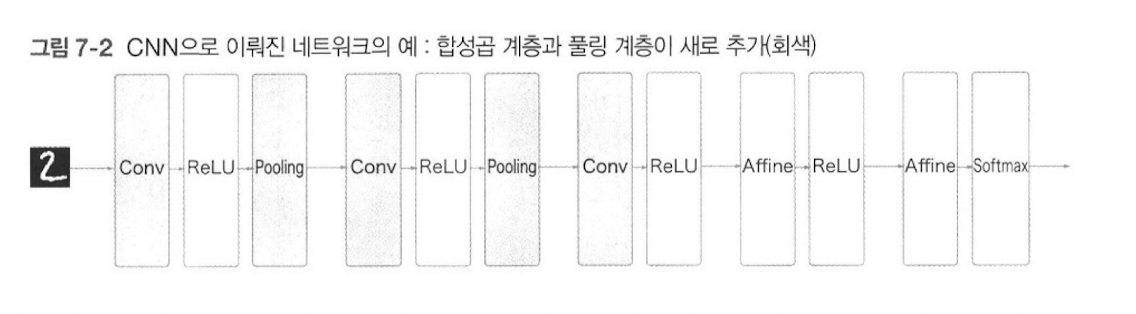 그림 7-2 CNN으로 이뤄진 네트워크의 예 : 합성곱 계층과 풀링 계층이 새로 추가(회색)
2 Conv ReLU Pooling Conv ReLU Pooling Conv ReLU Affine ReLU Affine Softmax